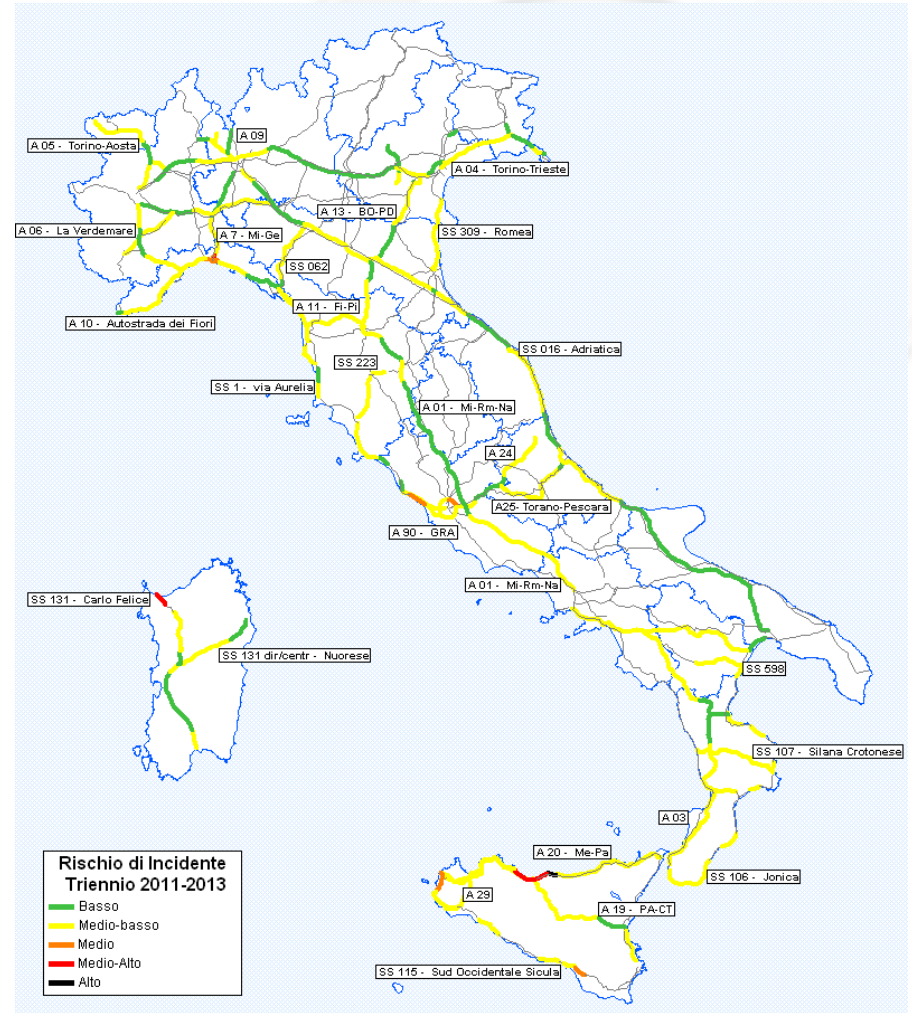 A 09
A 05 - Torino-Aosta
A 04 - Torino-Trieste
A 13 - BO-PD
A 06 - La Verdemare
A 7 - Mi-Ge
SS 309 - Romea
SS 062
A 11 - Fi-Pi
A 10 - Autostrada dei Fiori
SS 016 - Adriatica
SS 223
SS 1 - via Aurelia
A 01 - Mi-Rm-Na
A 24
A25- Torano-Pescara
A 90 - GRA
A 01 - Mi-Rm-Na
SS 131 - Carlo Felice
SS 131 dir/centr - Nuorese
SS 598
SS 107 - Silana Crotonese
A 03
A 20 - Me-Pa
SS 106 - Jonica
A 29
A 19 - PA-CT
SS 115 - Sud Occidentale Sicula
Rischio di Incidente
Triennio 2011-2013
Basso
Medio-basso
Medio
Medio-Alto
Alto